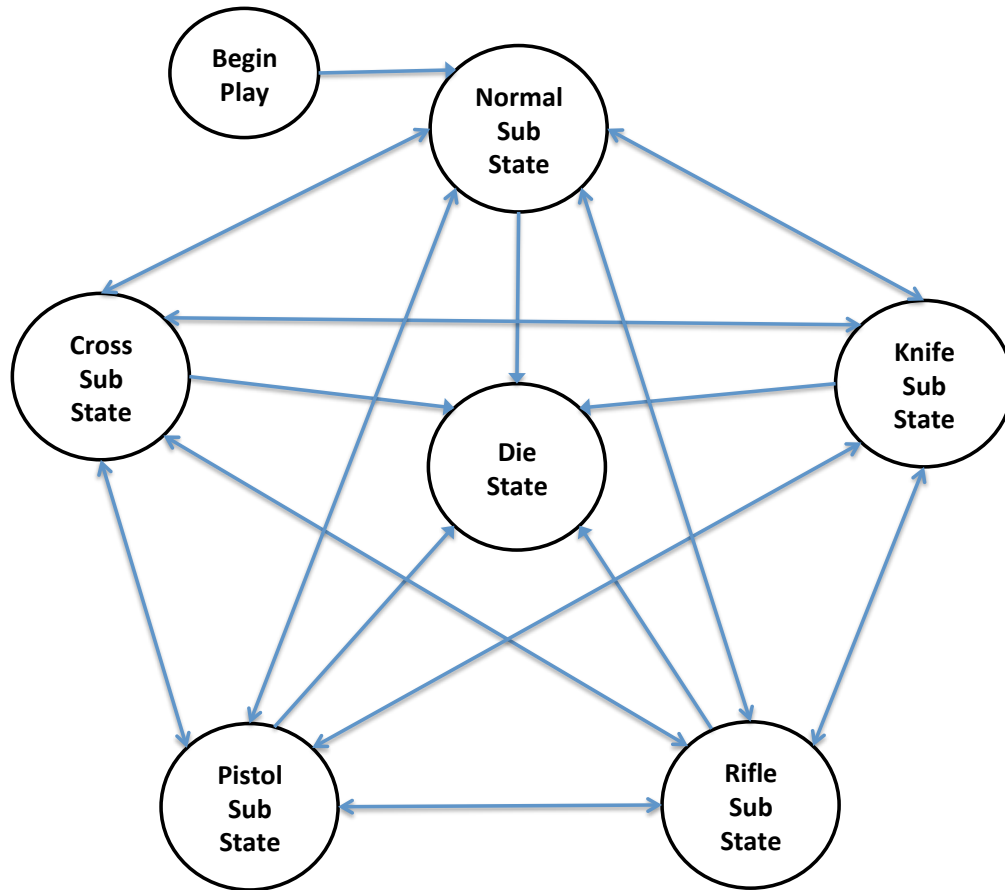 Begin
Play
Normal
Sub
State
Cross
Sub
State
Knife
Sub
State
Die
State
Pistol
Sub
State
Rifle
Sub
State